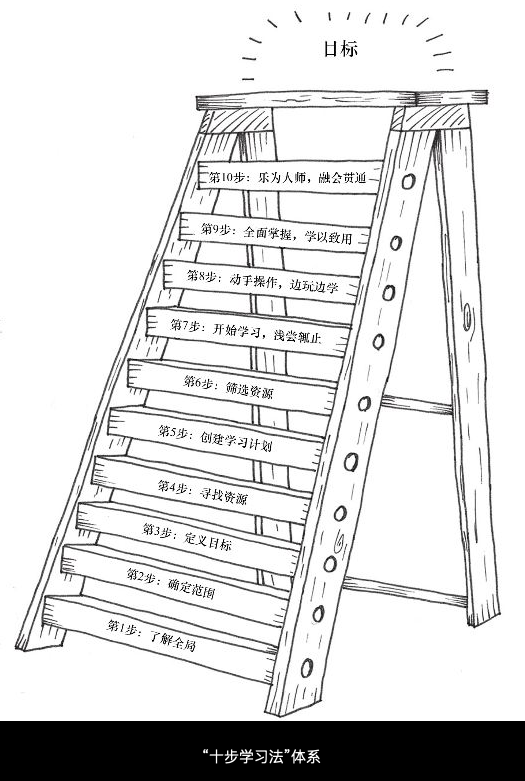 目标
第10步：乐为人师，融会贯通
第9步：全面掌握，学以致用
第8步：动手操作，边玩边学
第7步：开始学习，浅尝辄止
第6步：筛选资源
第5步：创建学习计划
第4步：寻找资源
第3步：定义目标
第2步：确定范围
第1步：了解全局
“十步学习法”体系